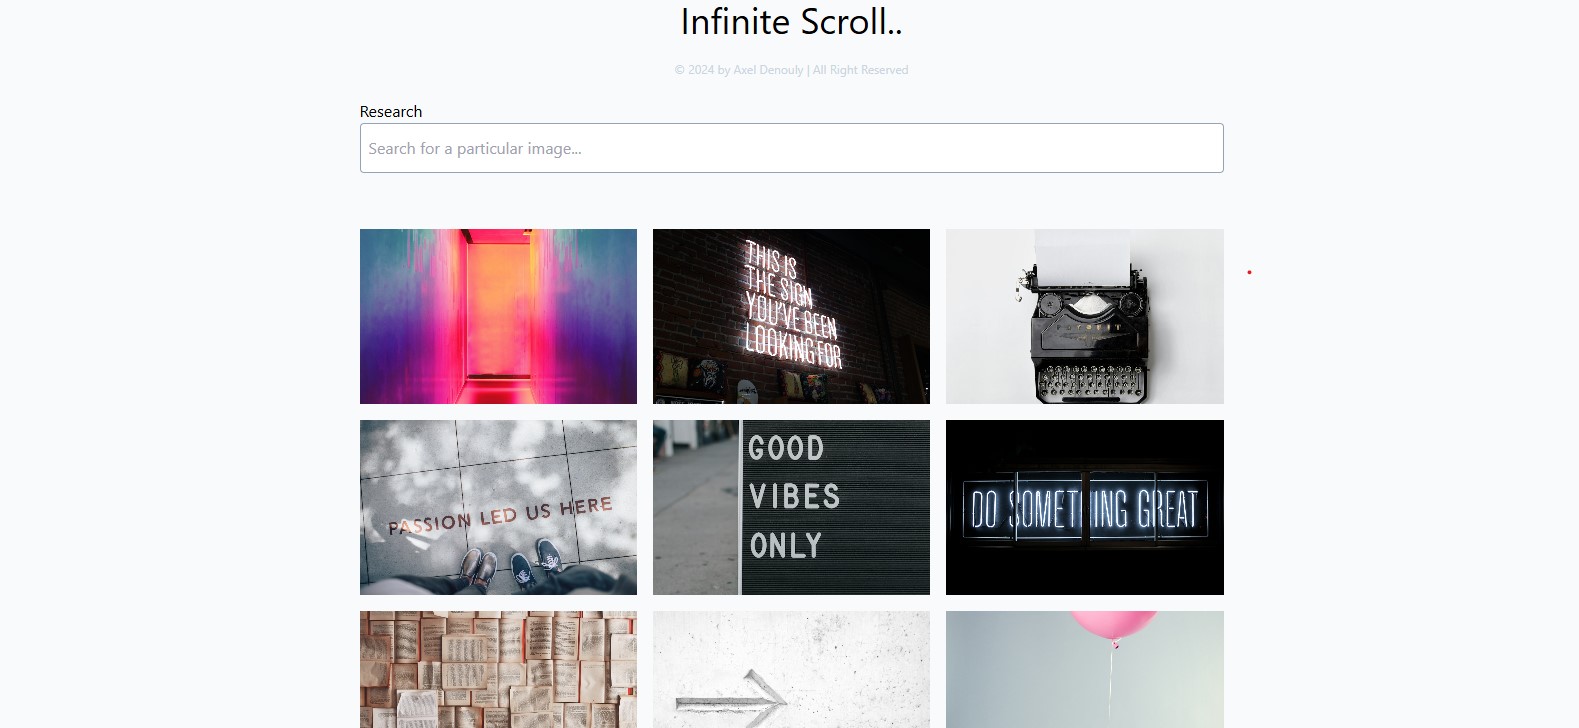 Infinite Scroll..
© 2024 by Axel Denouly | All Right Reserved
Research
Search for a particular image...
THIS IS
THE SIGN
YOU'VE BEEN
LOOKING FOR
PASSION LED US HERE
GOOD
VIBES
ONLY
DO SOMETHING GREAT